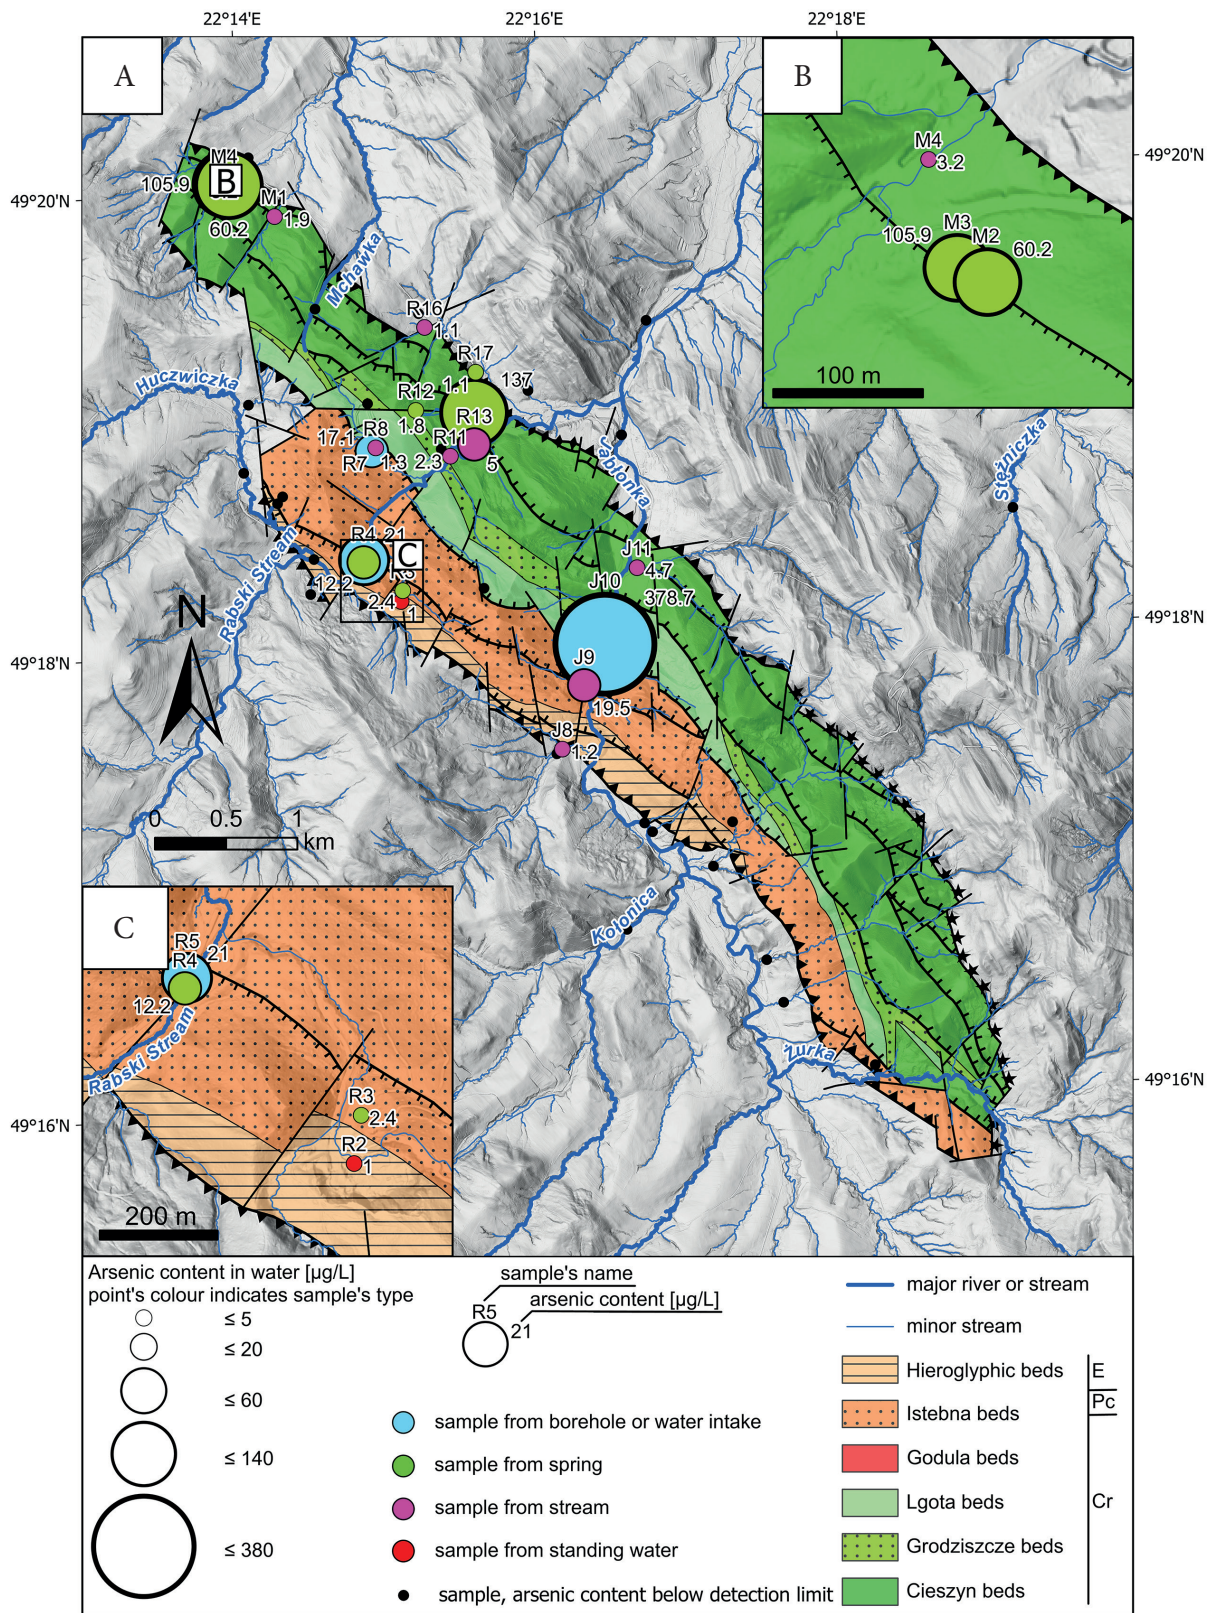 22°14'E
22°16'E
22°18'E
A
B
M4
B
105.9
M1
1.9
60.2
49°20'N
49°20'N
M4
3.2
M3
105.9
M2
60.2
100 m
Mchawka
R16
1.1
R17
1.1
137
Huczwiczka
R12
1.8
R13
17.1
R8
R11
R7
1.3
2.3
5
Jabłonka
Stężniczka
R4
21
C
R3
12.2
2.4
1
Rabski Stream
J11
4.7
J10
378.7
49°18'N
49°18'N
N
J9
19.5
J8
1.2
0
0.5
1
km
Kolonica
C
R5
21
R4
12.2
Rabski Stream
R3
2.4
R2
1
200 m
Żurka
49°16'N
49°16'N
Arsenic content in water [µg/L]
point's colour indicates sample's type
≤ 5
≤ 20
≤ 60
≤ 140
≤ 380
sample's name
arsenic content [µg/L]
R5
21
sample from borehole or water intake
sample from spring
sample from stream
sample from standing water
sample, arsenic content below detection limit
major river or stream
minor stream
Hieroglyphic beds
E
Pc
Istebna beds
Godula beds
Lgota beds
Cr
Grodziszcze beds
Cieszyn beds